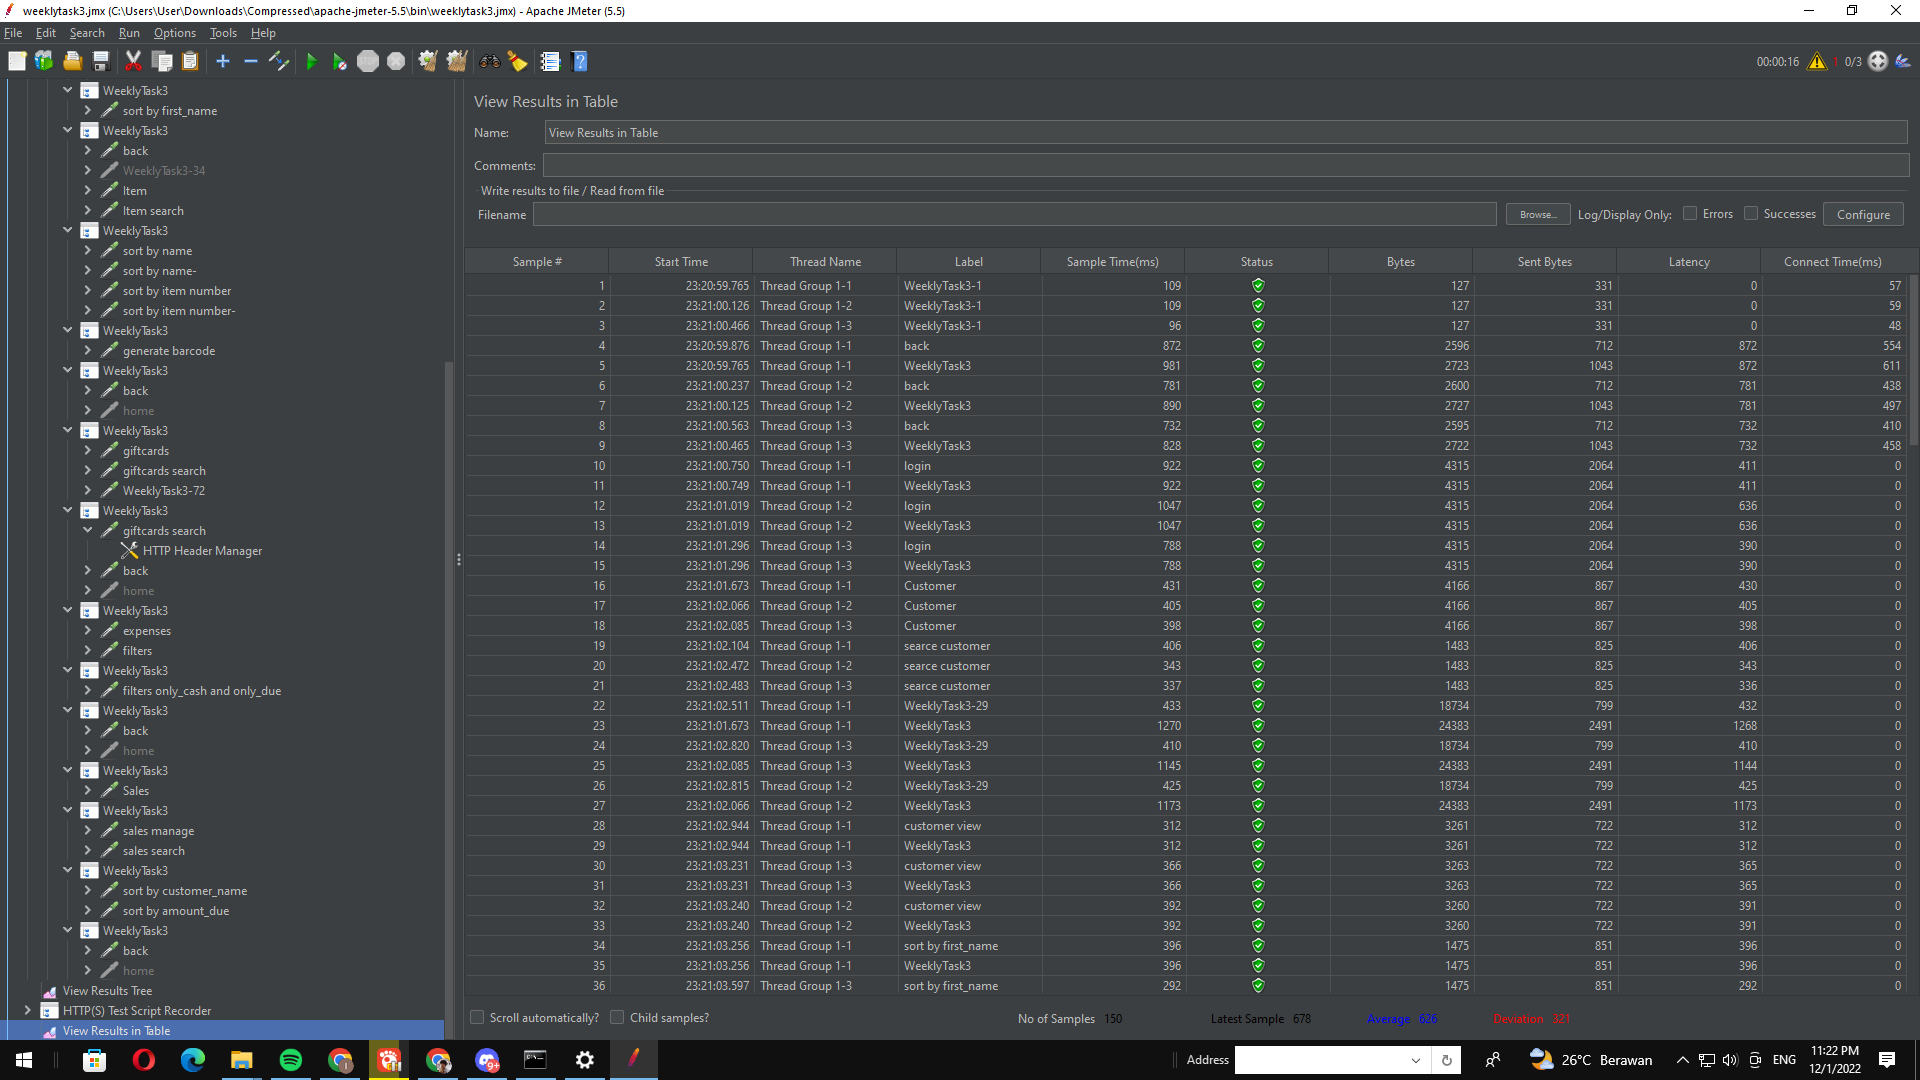 weeklytask3.jmx (C:\Users\User\Downloads\Compressed\apache-jmeter-5.5\bin\weeklytask3.jmx) - Apache JMeter (5.5)
File Edit Search Run Options Tools Help
STOP
00:00:16 1 0/3
WeeklyTask3
sort by first_name
WeeklyTask3
back
WeeklyTask3-34
Item
Item search
WeeklyTask3
sort by name
sort by name-
sort by item number
sort by item number-
WeeklyTask3
generate barcode
WeeklyTask3
back
home
WeeklyTask3
giftcards
giftcards search
WeeklyTask3-72
WeeklyTask3
giftcards search
HTTP Header Manager
back
home
WeeklyTask3
expenses
filters
WeeklyTask3
filters only_cash and only_due
WeeklyTask3
back
home
WeeklyTask3
Sales
WeeklyTask3
sales manage
sales search
WeeklyTask3
sort by customer_name
sort by amount_due
WeeklyTask3
back
home
View Results Tree
HTTP(S) Test Script Recorder
View Results in Table
View Results in Table
Name: View Results in Table
Comments:
Write results to file / Read from file
Filename Browse... Log/Display Only: Errors Successes Configure
Sample # Start Time Thread Name Label Sample Time(ms) Status Bytes Sent Bytes Latency Connect Time(ms)
1 23:20:59.765 Thread Group 1-1 WeeklyTask3-1 109 127 331 0 57
2 23:21:00.126 Thread Group 1-2 WeeklyTask3-1 109 127 331 0 59
3 23:21:00.466 Thread Group 1-3 WeeklyTask3-1 96 127 331 0 48
4 23:20:59.876 Thread Group 1-1 back 872 2596 712 872 554
5 23:20:59.765 Thread Group 1-1 WeeklyTask3 981 2723 1043 872 611
6 23:21:00.237 Thread Group 1-2 back 781 2600 712 781 438
7 23:21:00.125 Thread Group 1-2 WeeklyTask3 890 2727 1043 781 497
8 23:21:00.563 Thread Group 1-3 back 732 2595 712 732 410
9 23:21:00.465 Thread Group 1-3 WeeklyTask3 828 2722 1043 732 458
10 23:21:00.750 Thread Group 1-1 login 922 4315 2064 411 0
11 23:21:00.749 Thread Group 1-1 WeeklyTask3 922 4315 2064 411 0
12 23:21:01.019 Thread Group 1-2 login 1047 4315 2064 636 0
13 23:21:01.019 Thread Group 1-2 WeeklyTask3 1047 4315 2064 636 0
14 23:21:01.296 Thread Group 1-3 login 788 4315 2064 390 0
15 23:21:01.296 Thread Group 1-3 WeeklyTask3 788 4315 2064 390 0
16 23:21:01.673 Thread Group 1-1 Customer 431 4166 867 430 0
17 23:21:02.066 Thread Group 1-2 Customer 405 4166 867 405 0
18 23:21:02.085 Thread Group 1-3 Customer 398 4166 867 398 0
19 23:21:02.104 Thread Group 1-1 searce customer 406 1483 825 406 0
20 23:21:02.472 Thread Group 1-2 searce customer 343 1483 825 343 0
21 23:21:02.483 Thread Group 1-3 searce customer 337 1483 825 336 0
22 23:21:02.511 Thread Group 1-1 WeeklyTask3-29 433 18734 799 432 0
23 23:21:01.673 Thread Group 1-1 WeeklyTask3 1270 24383 2491 1268 0
24 23:21:02.820 Thread Group 1-3 WeeklyTask3-29 410 18734 799 410 0
25 23:21:02.085 Thread Group 1-3 WeeklyTask3 1145 24383 2491 1144 0
26 23:21:02.815 Thread Group 1-2 WeeklyTask3-29 425 18734 799 425 0
27 23:21:02.066 Thread Group 1-2 WeeklyTask3 1173 24383 2491 1173 0
28 23:21:02.944 Thread Group 1-1 customer view 312 3261 722 312 0
29 23:21:02.944 Thread Group 1-1 WeeklyTask3 312 3261 722 312 0
30 23:21:03.231 Thread Group 1-3 customer view 366 3263 722 365 0
31 23:21:03.231 Thread Group 1-3 WeeklyTask3 366 3263 722 365 0
32 23:21:03.240 Thread Group 1-2 customer view 392 3260 722 391 0
33 23:21:03.240 Thread Group 1-2 WeeklyTask3 392 3260 722 391 0
34 23:21:03.256 Thread Group 1-1 sort by first_name 396 1475 851 396 0
35 23:21:03.256 Thread Group 1-1 WeeklyTask3 396 1475 851 396 0
36 23:21:03.597 Thread Group 1-3 sort by first_name 292 1475 851 292 0
Scroll automatically? Child samples? No of Samples 150 Latest Sample 678 Average 626 Deviation 321
9+
Address 26°C Berawan ENG 11:22 PM
12/1/2022